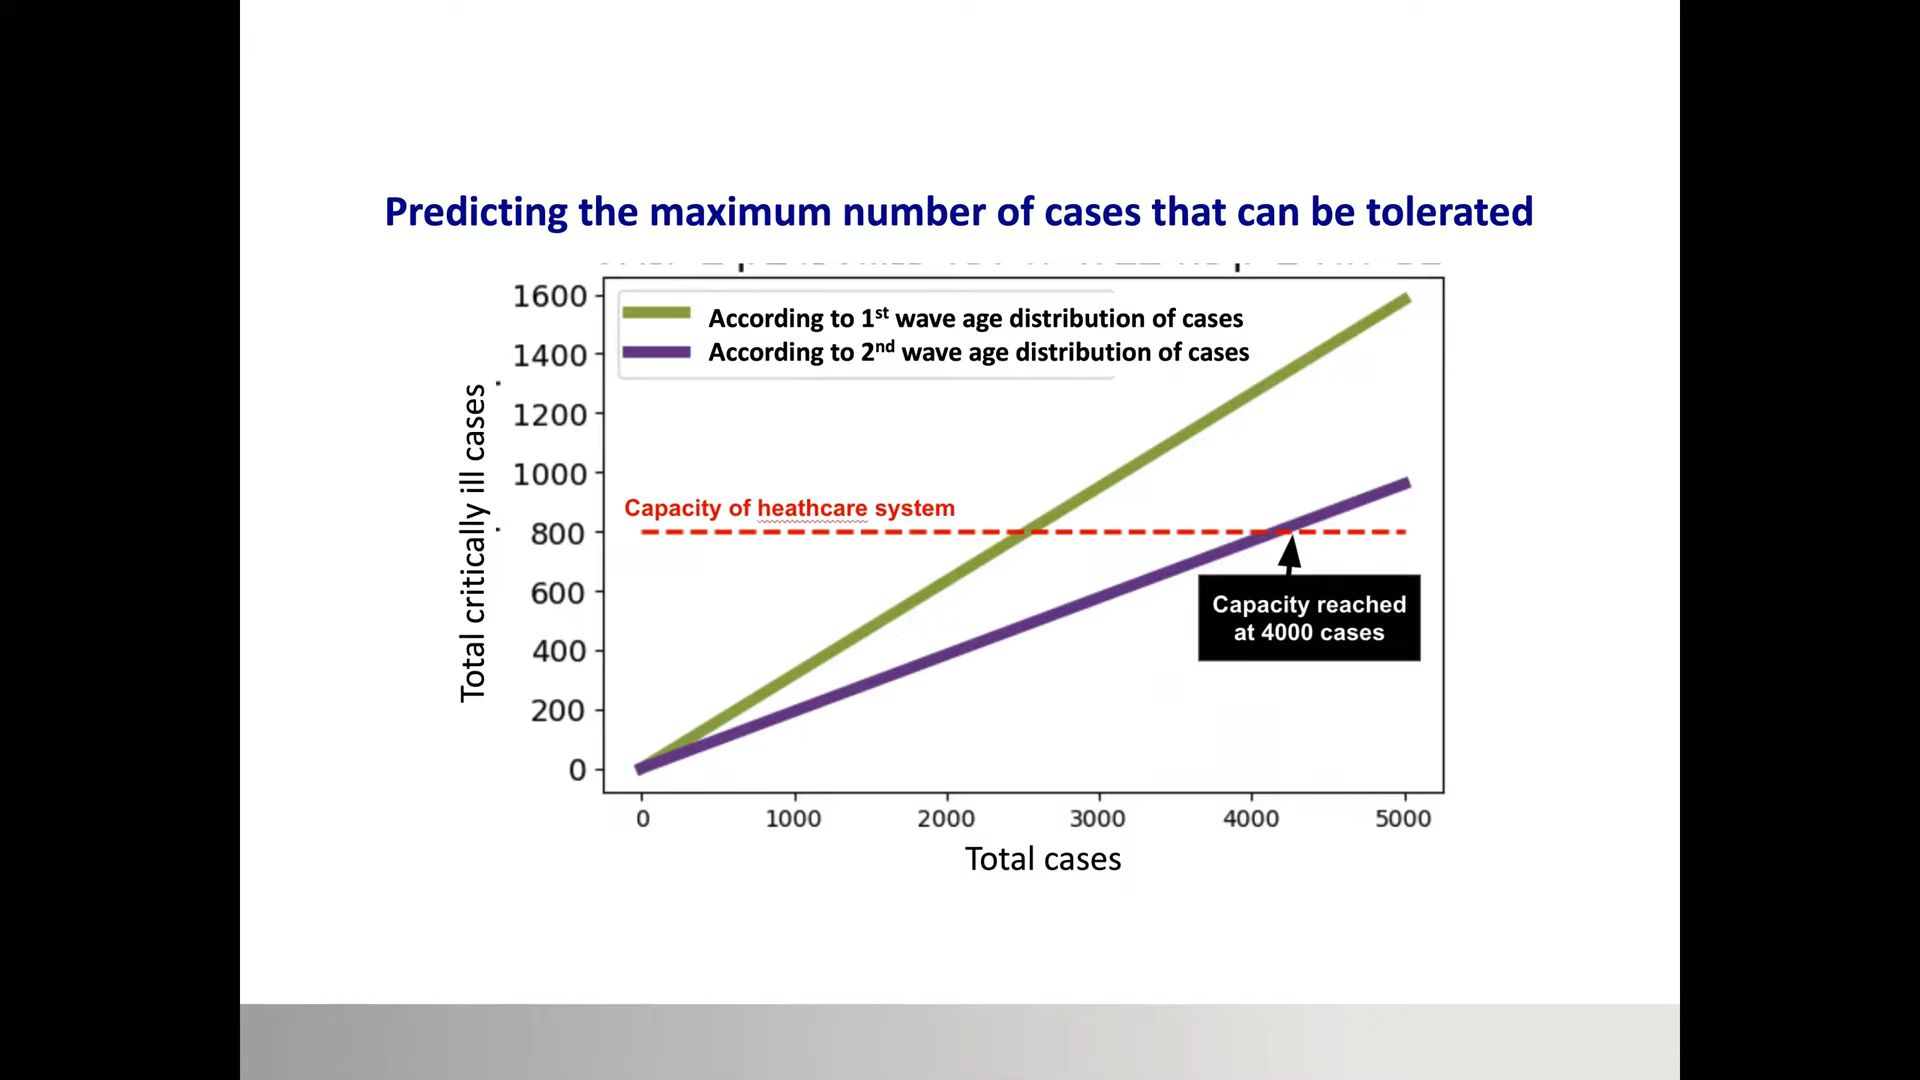 Predicting the maximum number of cases that can be tolerated
According to 1st wave age distribution of cases
According to 2nd wave age distribution of cases
1600
1400
1200
1000
800
600
400
200
0
Total critically ill cases
Capacity of heathcare system
Capacity reached
at 4000 cases
0 1000 2000 3000 4000 5000
Total cases